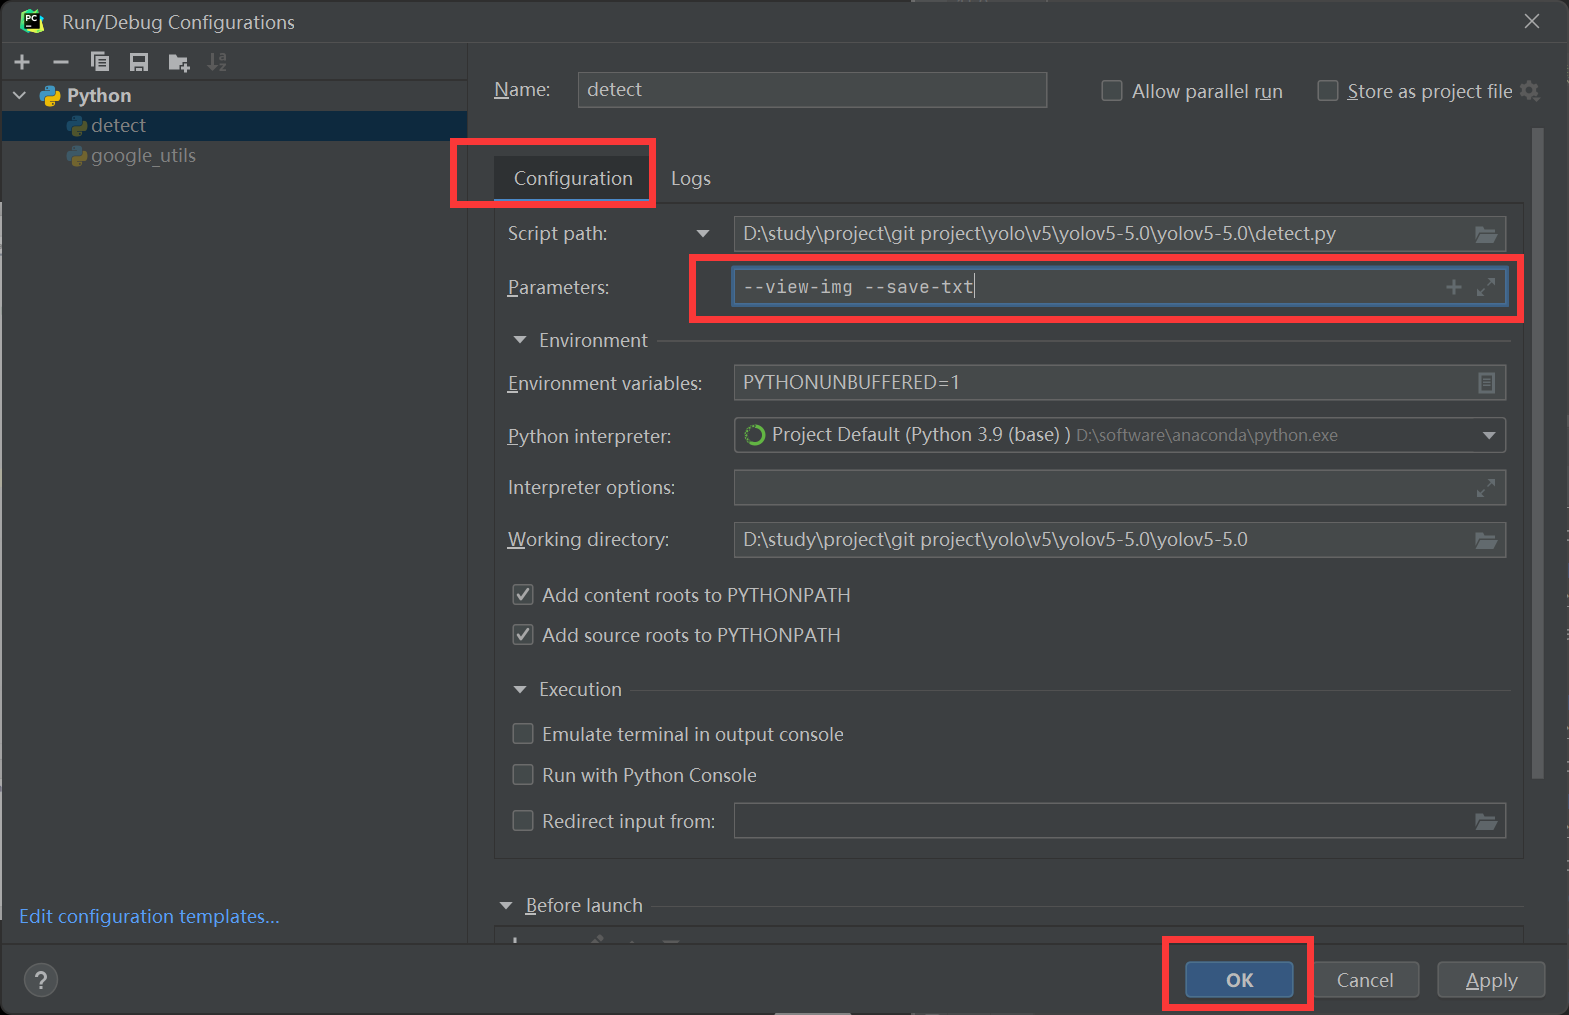 PC
Run/Debug Configurations
Python
detect
google_utils
Edit configuration templates...
Name:
detect
Allow parallel run
Store as project file
Configuration
Logs
Script path:
D:\study\project\git project\yolo\v5\yolov5-5.0\yolov5-5.0\detect.py
Parameters:
--view-img --save-txt
Environment
Environment variables:
PYTHONUNBUFFERED=1
Python interpreter:
Project Default (Python 3.9 (base) ) D:\software\anaconda\python.exe
Interpreter options:
Working directory:
D:\study\project\git project\yolo\v5\yolov5-5.0\yolov5-5.0
Add content roots to PYTHONPATH
Add source roots to PYTHONPATH
Execution
Emulate terminal in output console
Run with Python Console
Redirect input from:
Before launch
?
OK
Cancel
Apply